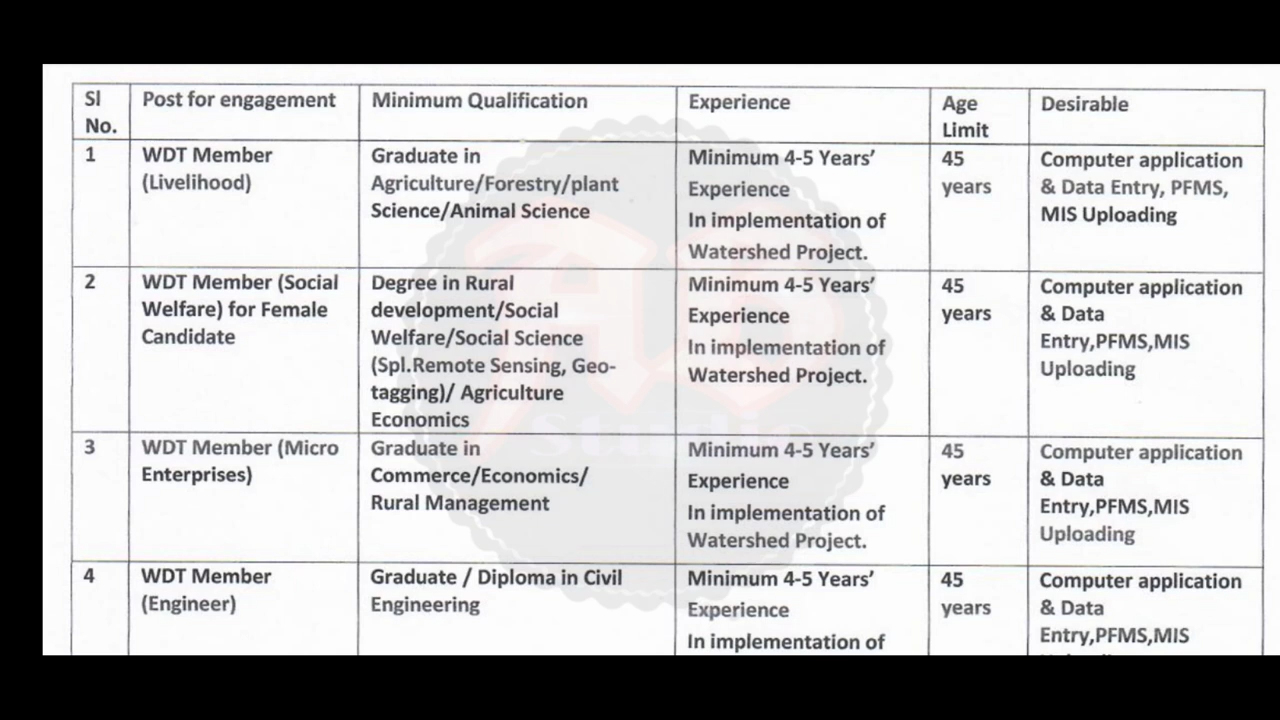 Sl No.
Post for engagement
Minimum Qualification
Experience
Age Limit
Desirable
1
WDT Member
(Livelihood)
Graduate in
Agriculture/Forestry/plant
Science/Animal Science
Minimum 4-5 Years’
Experience
In implementation of
Watershed Project.
45
years
Computer application
& Data Entry, PFMS,
MIS Uploading
2
WDT Member (Social
Welfare) for Female
Candidate
Degree in Rural
development/Social
Welfare/Social Science
(Spl.Remote Sensing, Geo-
tagging)/ Agriculture
Economics
Minimum 4-5 Years’
Experience
In implementation of
Watershed Project.
45
years
Computer application
& Data
Entry,PFMS,MIS
Uploading
3
WDT Member (Micro
Enterprises)
Graduate in
Commerce/Economics/
Rural Management
Minimum 4-5 Years’
Experience
In implementation of
Watershed Project.
45
years
Computer application
& Data
Entry,PFMS,MIS
Uploading
4
WDT Member
(Engineer)
Graduate / Diploma in Civil
Engineering
Minimum 4-5 Years’
Experience
In implementation of
45
years
Computer application
& Data
Entry,PFMS,MIS